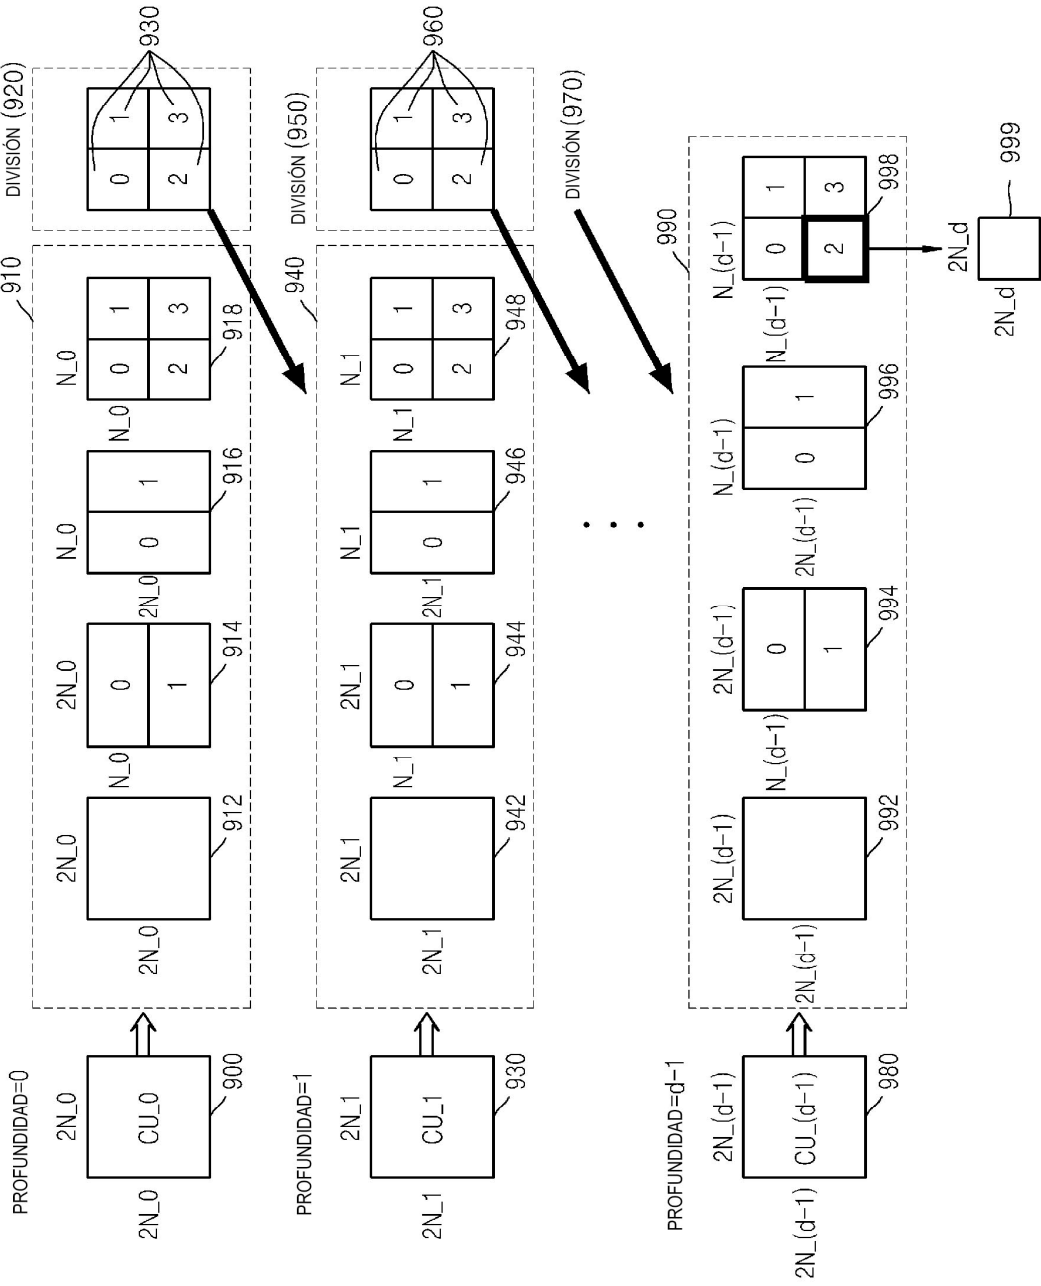 PROFUNDIDAD=0
2N_0
2N_0
CU_0
900
910
2N_0
2N_0
912
2N_0
N_0
0
1
914
N_0
2N_0
0
1
916
N_0
N_0
0
1
2
3
918
DIVISIÓN (920)
0
1
2
3
930
PROFUNDIDAD=1
2N_1
2N_1
CU_1
930
940
2N_1
2N_1
942
2N_1
N_1
0
1
944
N_1
2N_1
0
1
946
N_1
N_1
0
1
2
3
948
DIVISIÓN (950)
0
1
2
3
960
. . .
DIVISIÓN (970)
PROFUNDIDAD=d-1
2N_(d-1)
2N_(d-1)
CU_(d-1)
980
990
2N_(d-1)
2N_(d-1)
992
2N_(d-1)
N_(d-1)
0
1
994
N_(d-1)
2N_(d-1)
0
1
996
N_(d-1)
N_(d-1)
0
1
2
3
998
2N_d
2N_d
999